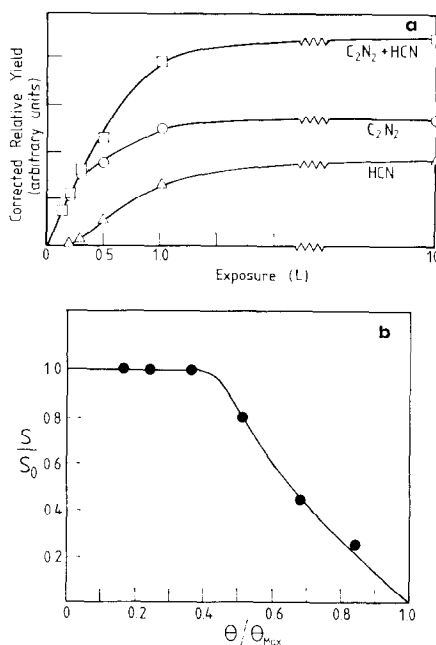 a
Corrected Relative Yield
(arbitrary units)
C₂N₂ + HCN
C₂N₂
HCN
0 0.5 1.0 10
Exposure (L)
b
S/S₀
1.0
0.8
0.6
0.4
0.2
0 0.2 0.4 0.6 0.8 1.0
Θ/Θ Max